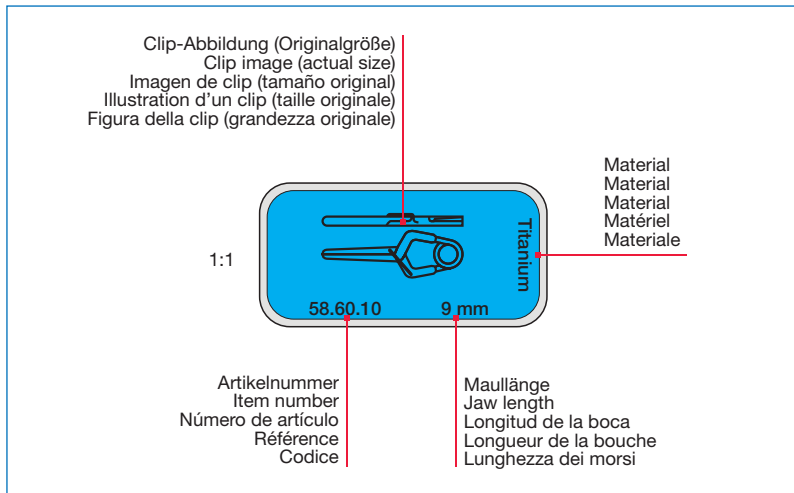 Clip-Abbildung (Originalgröße)
Clip image (actual size)
Imagen de clip (tamaño original)
Illustration d'un clip (taille originale)
Figura della clip (grandezza originale)
Material
Material
Material
Matériel
Materiale
1:1
Titanium
58.60.10 9 mm
Artikelnummer
Item number
Número de artículo
Référence
Codice
Maullänge
Jaw length
Longitud de la boca
Longueur de la bouche
Lunghezza dei morsi